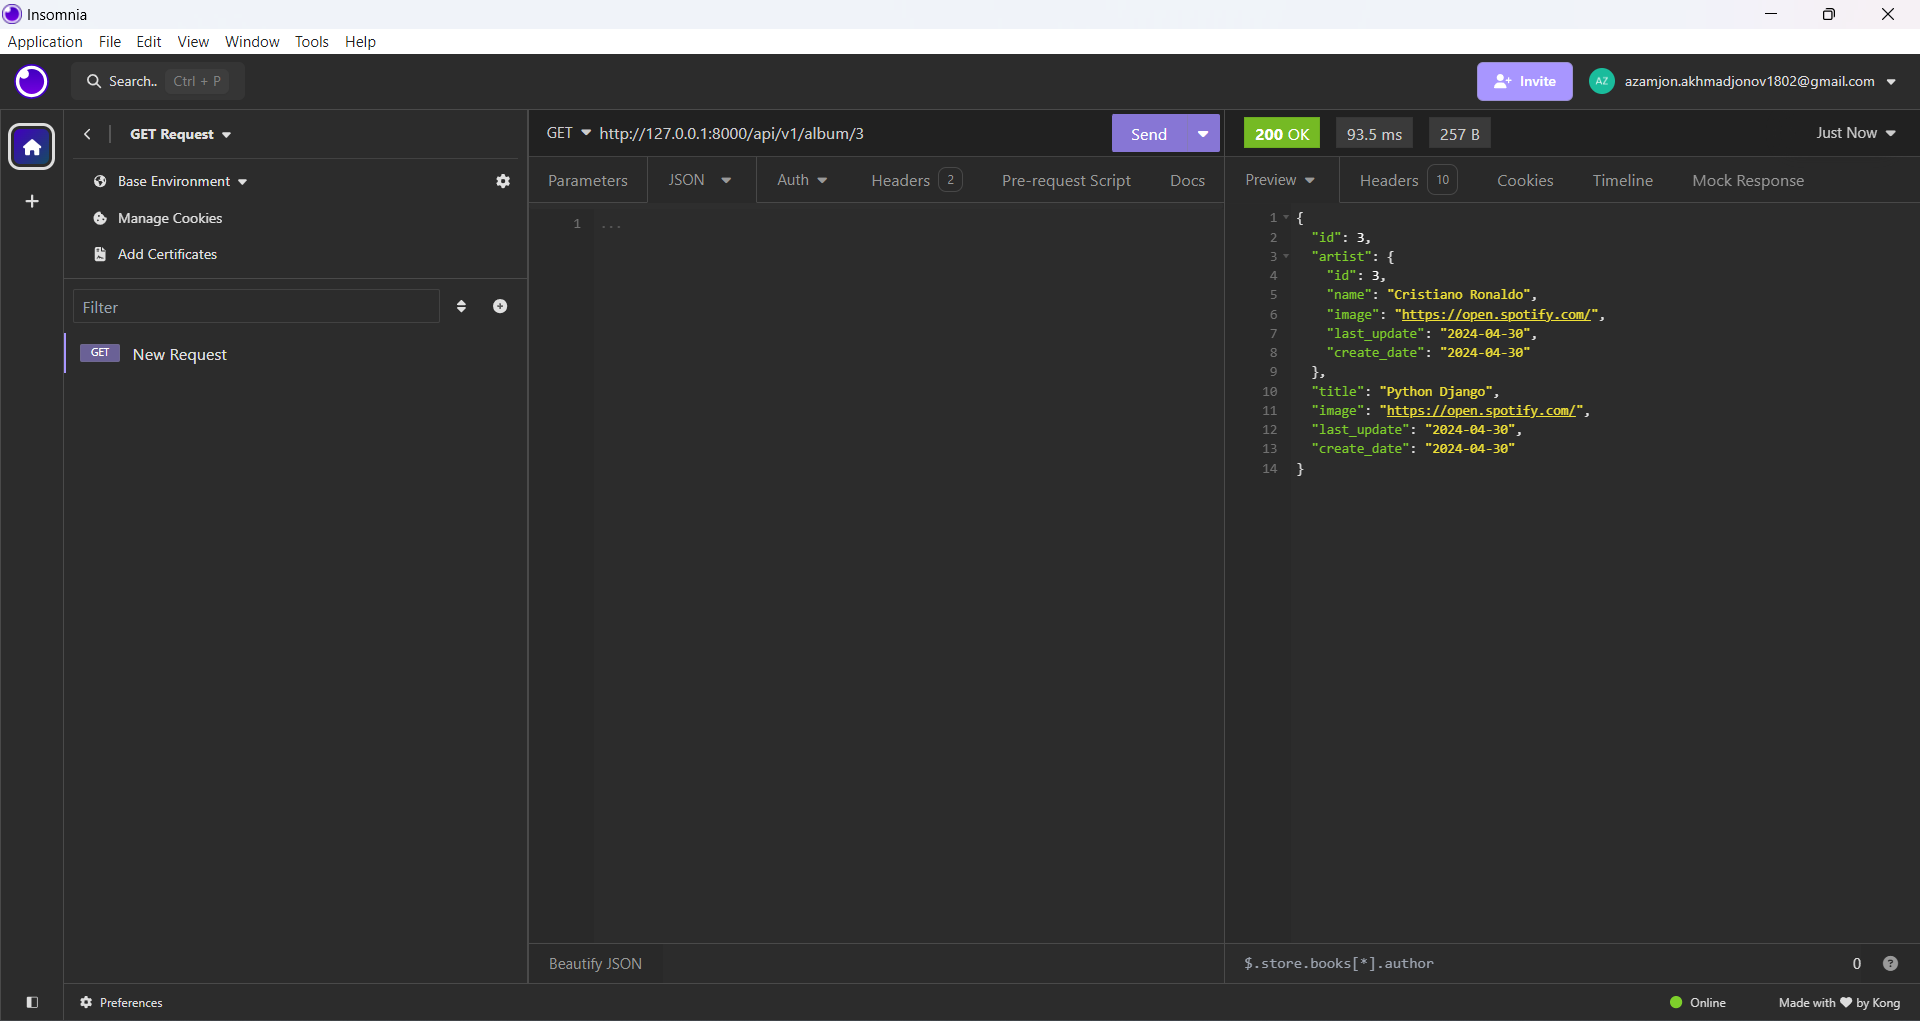 Insomnia
Application File Edit View Window Tools Help
Search.. Ctrl + P
Invite
AZ azamjon.akhmadjonov1802@gmail.com
GET Request
Base Environment
Manage Cookies
Add Certificates
Filter
GET New Request
GET http://127.0.0.1:8000/api/v1/album/3 Send
Parameters JSON Auth Headers 2 Pre-request Script Docs
1 ...
Beautify JSON
200 OK 93.5 ms 257 B Just Now
Preview Headers 10 Cookies Timeline Mock Response
1 {
2 "id": 3,
3 "artist": {
4 "id": 3,
5 "name": "Cristiano Ronaldo",
6 "image": "https://open.spotify.com/",
7 "last_update": "2024-04-30",
8 "create_date": "2024-04-30"
9 },
10 "title": "Python Django",
11 "image": "https://open.spotify.com/",
12 "last_update": "2024-04-30",
13 "create_date": "2024-04-30"
14 }
$.store.books[*].author 0 ?
Preferences
Online
Made with ❤ by Kong